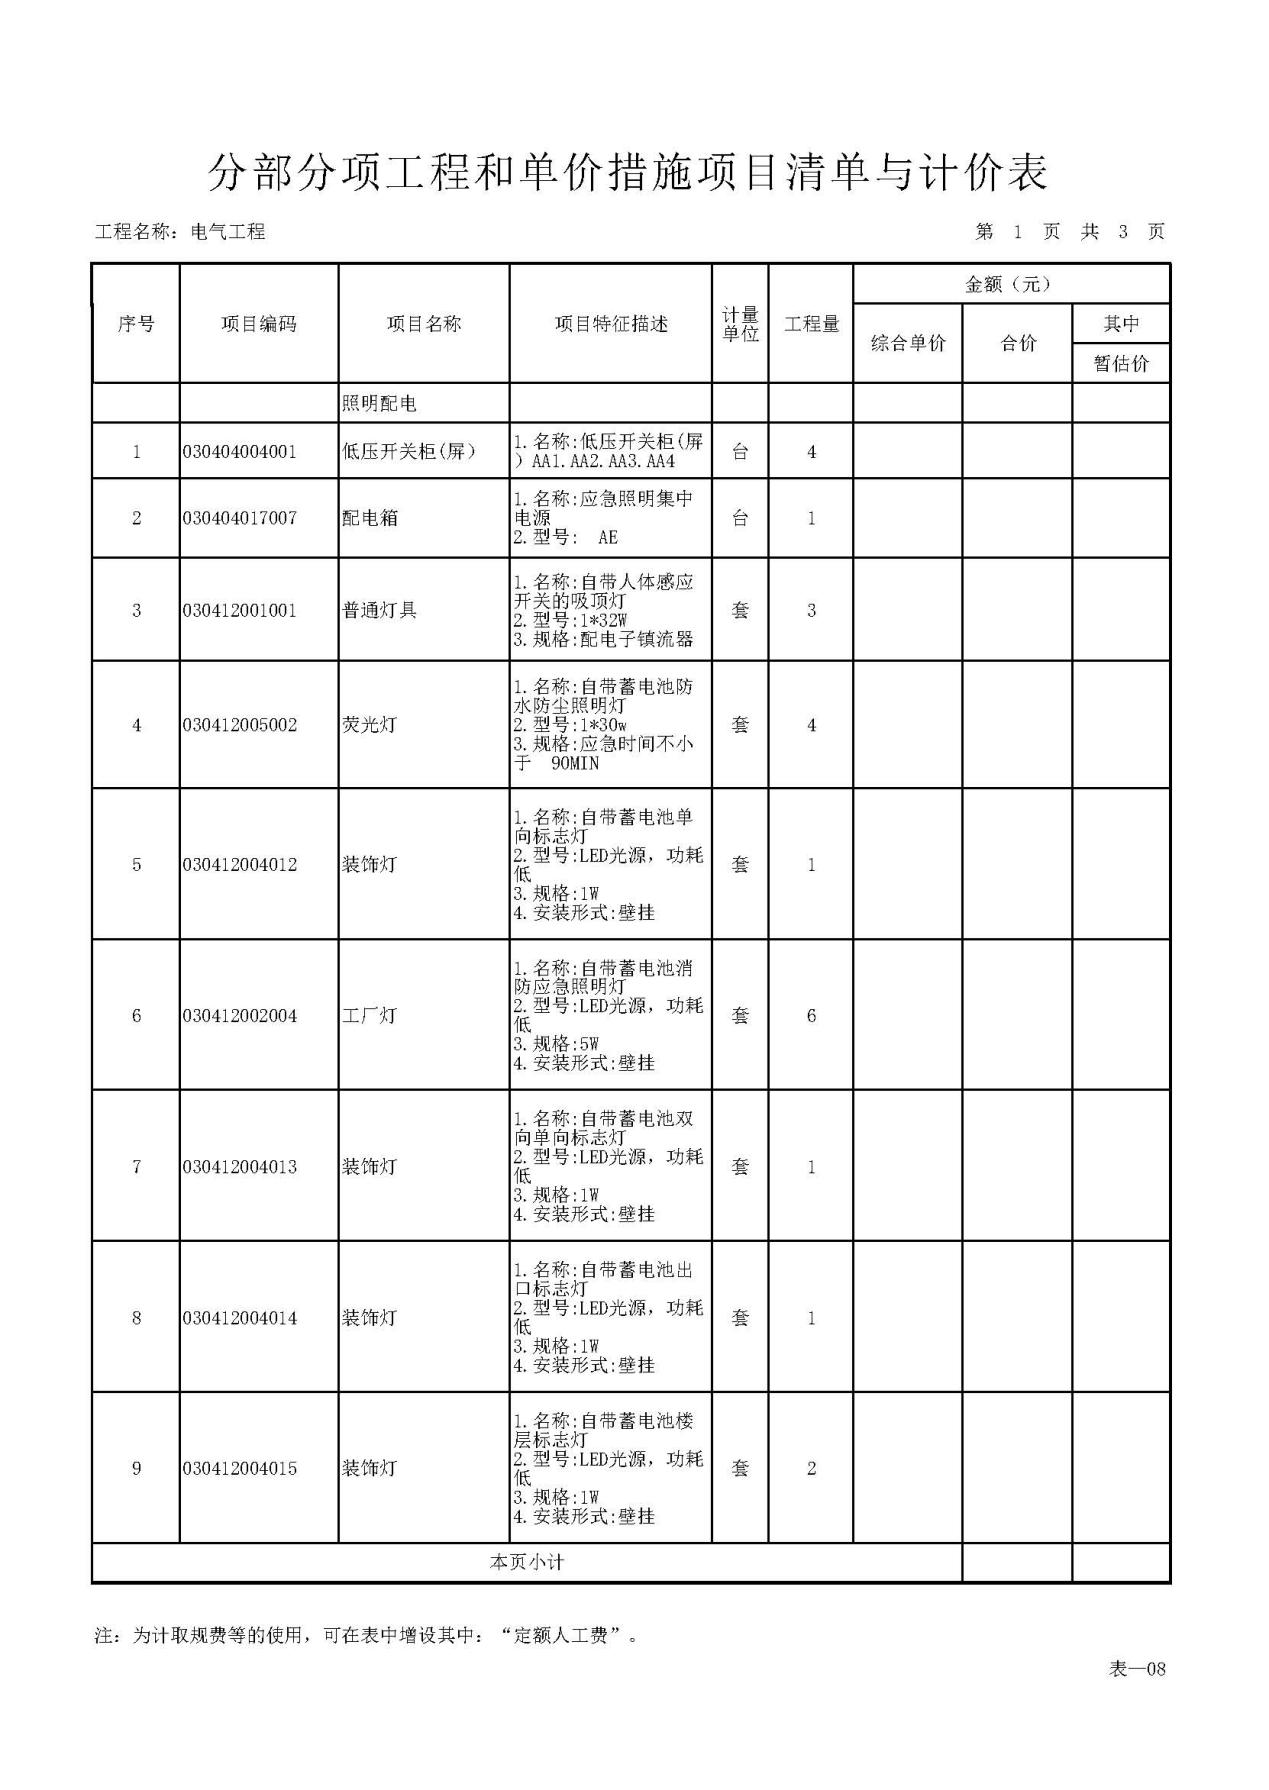 分部分项工程和单价措施项目清单与计价表
工程名称：电气工程
第 1 页 共 3 页
序号
项目编码
项目名称
项目特征描述
计量
单位
工程量
金额（元）
综合单价
合价
其中
暂估价
照明配电
1
030404004001
低压开关柜(屏)
1.名称:低压开关柜(屏
)AA1.AA2.AA3.AA4
台
4
2
030404017007
配电箱
1.名称:应急照明集中
电源
2.型号: AE
台
1
3
030412001001
普通灯具
1.名称:自带人体感应
开关的吸顶灯
2.型号:1*32W
3.规格:配电子镇流器
套
3
4
030412005002
荧光灯
1.名称:自带蓄电池防
水防尘照明灯
2.型号:1*30w
3.规格:应急时间不小
于 90MIN
套
4
5
030412004012
装饰灯
1.名称:自带蓄电池单
向标志灯
2.型号:LED光源，功耗
低
3.规格:1W
4.安装形式:壁挂
套
1
6
030412002004
工厂灯
1.名称:自带蓄电池消
防应急照明灯
2.型号:LED光源，功耗
低
3.规格:5W
4.安装形式:壁挂
套
6
7
030412004013
装饰灯
1.名称:自带蓄电池双
向单向标志灯
2.型号:LED光源，功耗
低
3.规格:1W
4.安装形式:壁挂
套
1
8
030412004014
装饰灯
1.名称:自带蓄电池出
口标志灯
2.型号:LED光源，功耗
低
3.规格:1W
4.安装形式:壁挂
套
1
9
030412004015
装饰灯
1.名称:自带蓄电池楼
层标志灯
2.型号:LED光源，功耗
低
3.规格:1W
4.安装形式:壁挂
套
2
本页小计
注：为计取规费等的使用，可在表中增设其中：“定额人工费”。
表—08